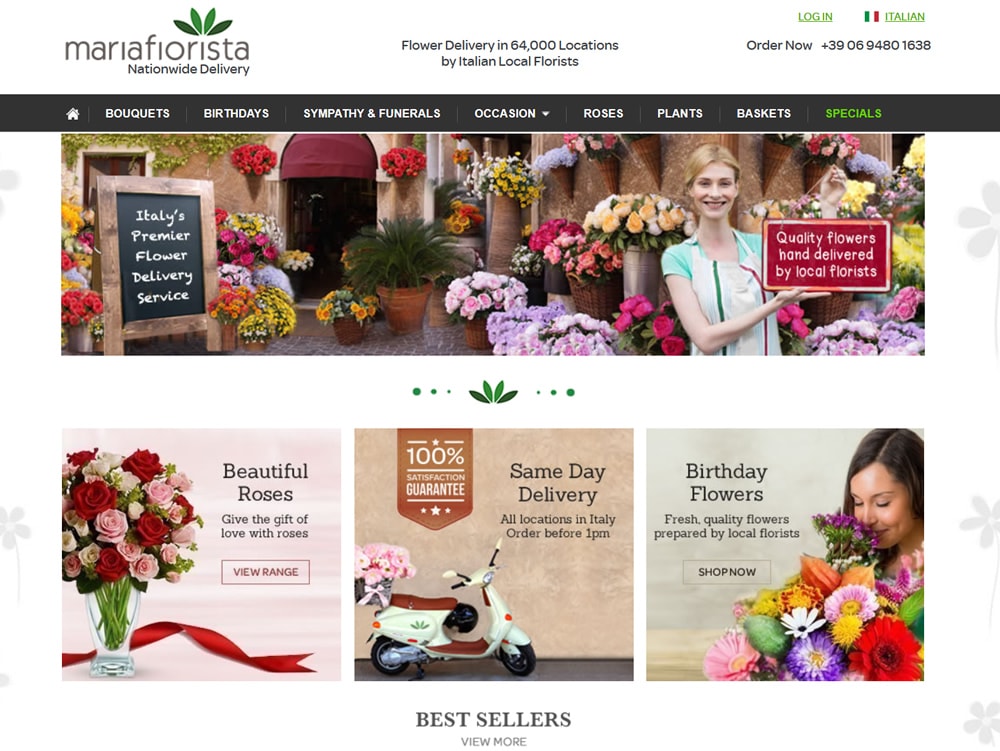 LOG IN
ITALIAN
mariafiorista
Nationwide Delivery
Flower Delivery in 64,000 Locations
by Italian Local Florists
Order Now +39 06 9480 1638
BOUQUETS
BIRTHDAYS
SYMPATHY & FUNERALS
OCCASION
ROSES
PLANTS
BASKETS
SPECIALS
Italy's
Premier
Flower
Delivery
Service
Quality flowers
hand delivered
by local florists
Beautiful
Roses
Give the gift of
love with roses
VIEW RANGE
100%
SATISFACTION
GUARANTEE
Same Day
Delivery
All locations in Italy
Order before 1pm
Birthday
Flowers
Fresh, quality flowers
prepared by local florists
SHOP NOW
BEST SELLERS
VIEW MORE